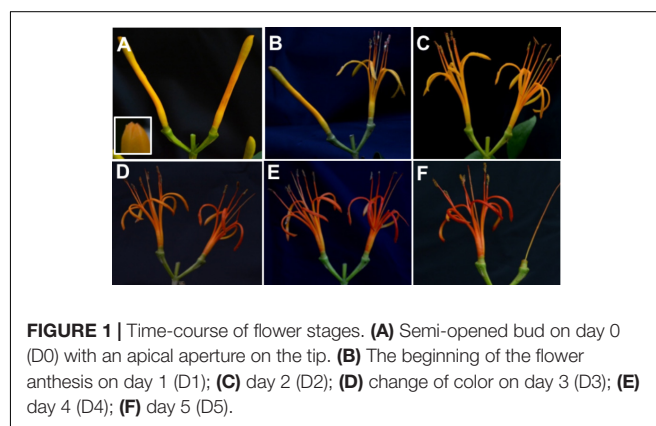 A
B
C
D
E
F
FIGURE 1 | Time-course of flower stages. (A) Semi-opened bud on day 0
(D0) with an apical aperture on the tip. (B) The beginning of the flower
anthesis on day 1 (D1); (C) day 2 (D2); (D) change of color on day 3 (D3); (E)
day 4 (D4); (F) day 5 (D5).